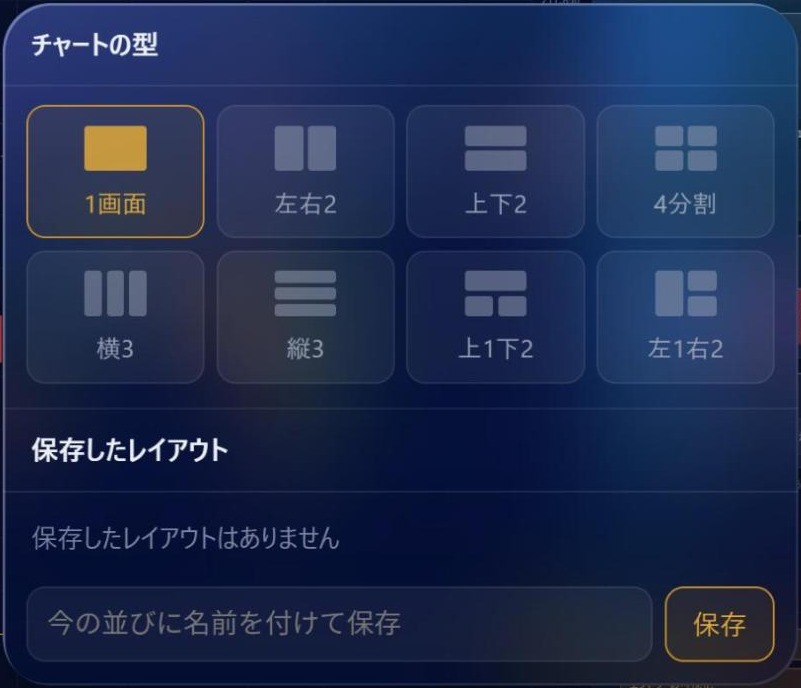 チャートの型
1画面
左右2
上下2
4分割
横3
縦3
上1下2
左1右2
保存したレイアウト
保存したレイアウトはありません
今の並びに名前を付けて保存
保存